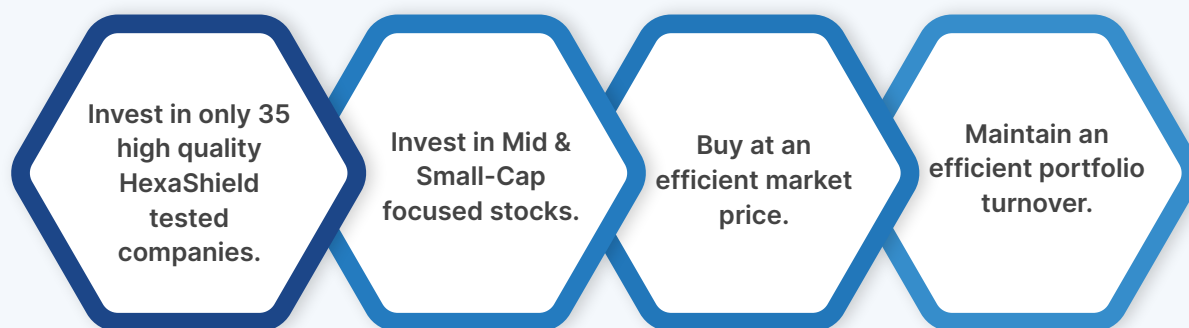 Invest in only 35
high quality
HexaShield
tested
companies.
Invest in Mid &
Small-Cap
focused stocks.
Buy at an
efficient market
price.
Maintain an
efficient portfolio
turnover.